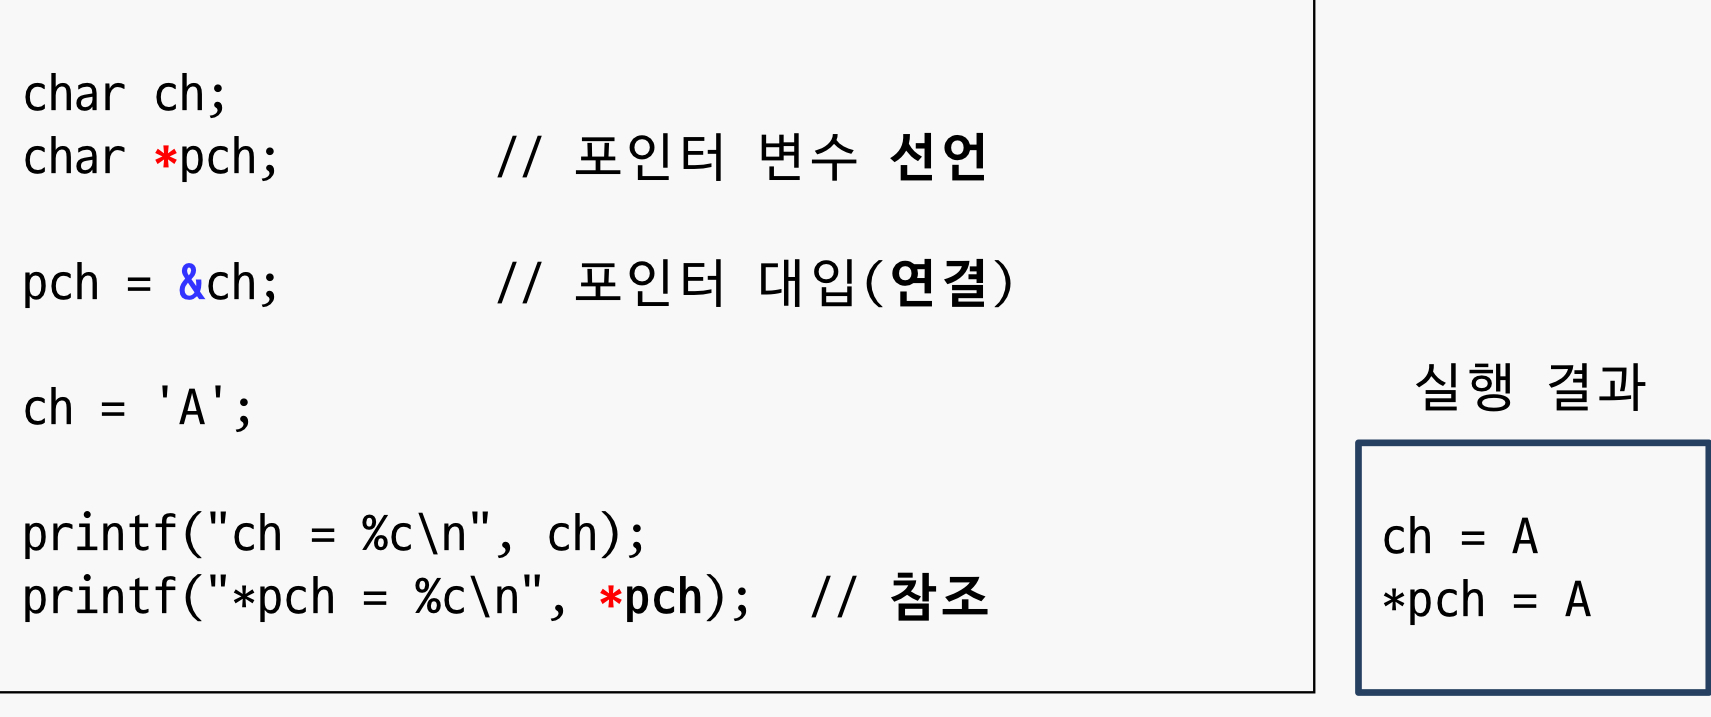 char ch;
char *pch; // 포인터 변수 선언
pch = &ch; // 포인터 대입(연결)
ch = 'A';
printf("ch = %c\n", ch);
printf("*pch = %c\n", *pch); // 참조
실행 결과
ch = A
*pch = A